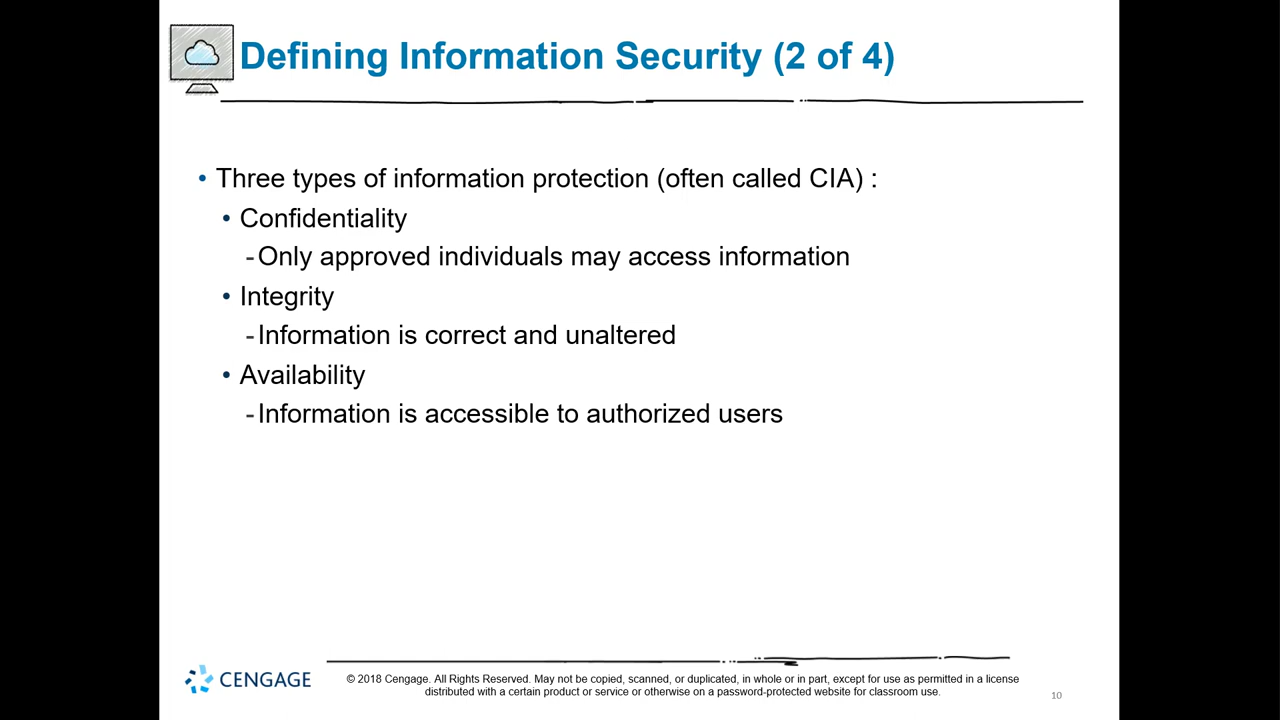 Defining Information Security (2 of 4)
• Three types of information protection (often called CIA) :
• Confidentiality
-Only approved individuals may access information
• Integrity
-Information is correct and unaltered
• Availability
-Information is accessible to authorized users
CENGAGE
© 2018 Cengage. All Rights Reserved. May not be copied, scanned, or duplicated, in whole or in part, except for use as permitted in a license
distributed with a certain product or service or otherwise on a password-protected website for classroom use.
10